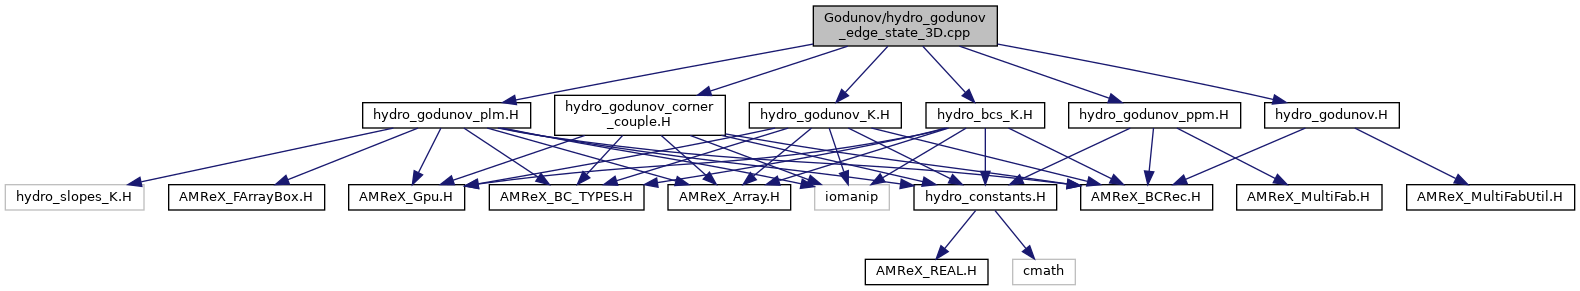 Godunov/hydro_godunov
_edge_state_3D.cpp
hydro_godunov_plm.H
hydro_godunov_corner
_couple.H
hydro_godunov_K.H
hydro_bcs_K.H
hydro_godunov_ppm.H
hydro_godunov.H
hydro_slopes_K.H
AMReX_FArrayBox.H
AMReX_Gpu.H
AMReX_BC_TYPES.H
AMReX_Array.H
iomanip
hydro_constants.H
AMReX_BCRec.H
AMReX_MultiFab.H
AMReX_MultiFabUtil.H
AMReX_REAL.H
cmath